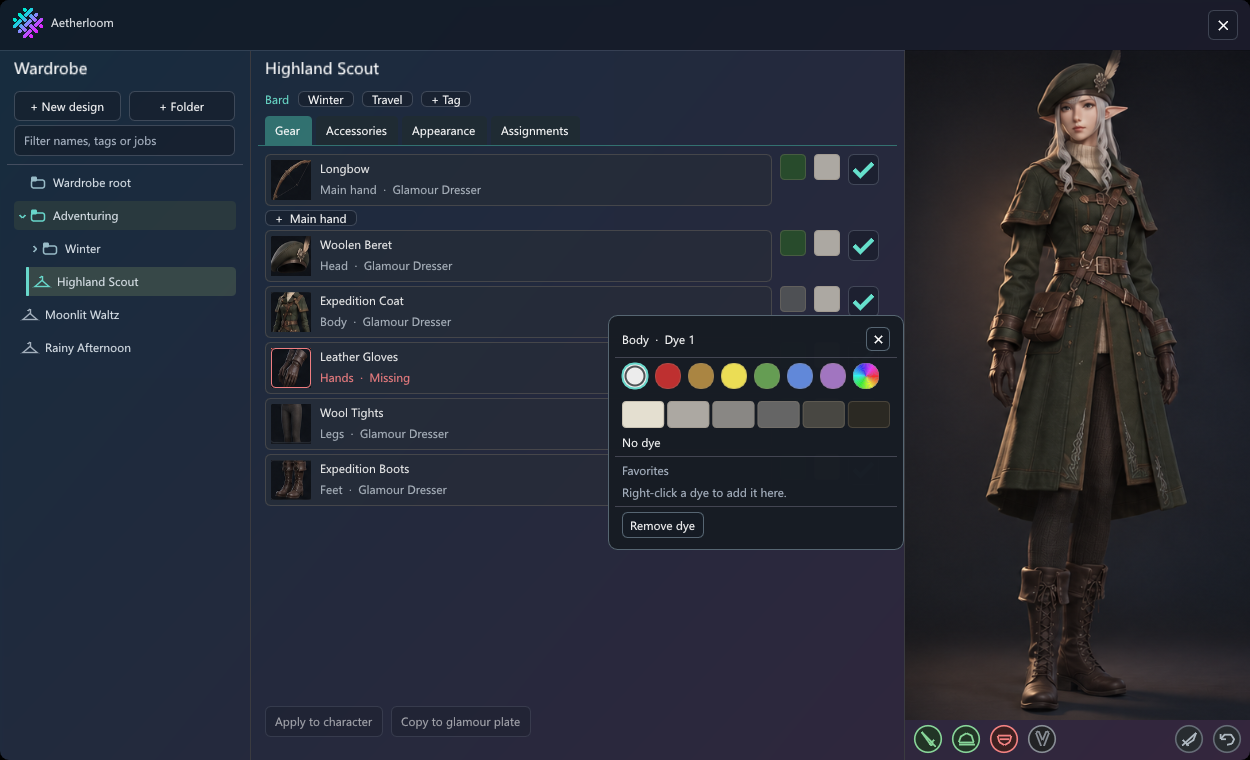 Aetherloom
Wardrobe
+ New design
+ Folder
Filter names, tags or jobs
Wardrobe root
Adventuring
Winter
Highland Scout
Moonlit Waltz
Rainy Afternoon
Highland Scout
Bard
Winter
Travel
+ Tag
Gear
Accessories
Appearance
Assignments
Longbow
Main hand · Glamour Dresser
+ Main hand
Woolen Beret
Head · Glamour Dresser
Expedition Coat
Body · Glamour Dresser
Leather Gloves
Hands · Missing
Wool Tights
Legs · Glamour Dresser
Expedition Boots
Feet · Glamour Dresser
Body · Dye 1
No dye
Favorites
Right-click a dye to add it here.
Remove dye
Apply to character
Copy to glamour plate